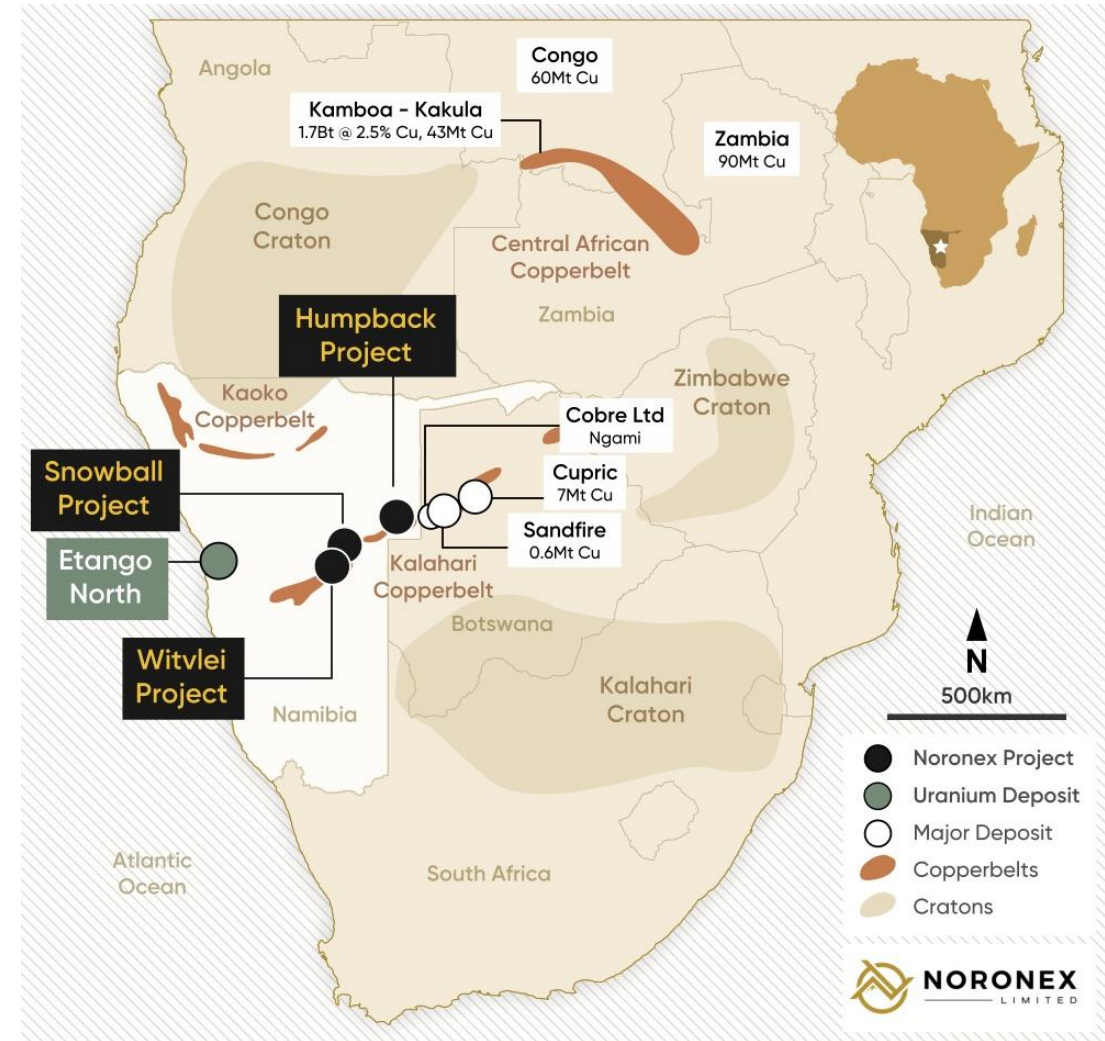 Angola
Congo
60Mt Cu
Kamboa - Kakula
1.7Bt @ 2.5% Cu, 43Mt Cu
Zambia
90Mt Cu
Congo
Craton
Central African
Copperbelt
Zambia
Humpback
Project
Kaoko
Copperbelt
Zimbabwe
Craton
Cobre Ltd
Ngami
Snowball
Project
Cupric
7Mt Cu
Sandfire
0.6Mt Cu
Indian
Ocean
Etango
North
Kalahari
Copperbelt
Botswana
Witvlei
Project
Namibia
Kalahari
Craton
N
500km
Noronex Project
Uranium Deposit
Major Deposit
Copperbelts
Cratons
Atlantic
Ocean
South Africa
NORONEX
LIMITED